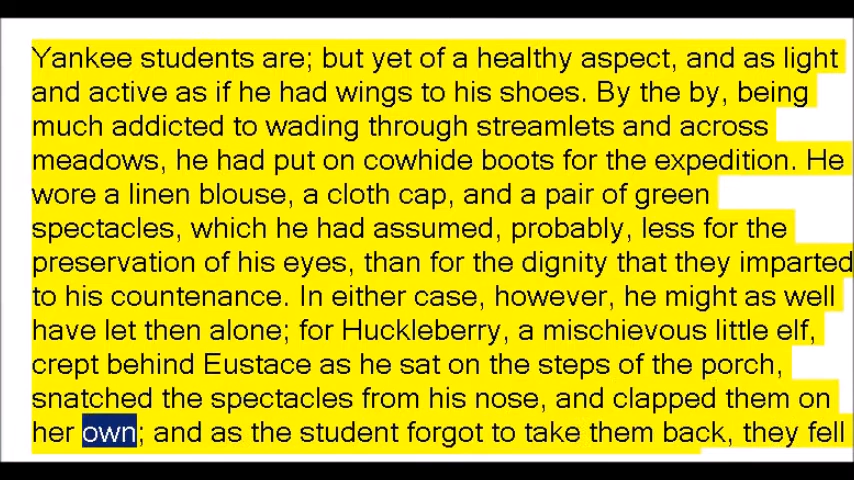 Yankee students are; but yet of a healthy aspect, and as light
and active as if he had wings to his shoes. By the by, being
much addicted to wading through streamlets and across
meadows, he had put on cowhide boots for the expedition. He
wore a linen blouse, a cloth cap, and a pair of green
spectacles, which he had assumed, probably, less for the
preservation of his eyes, than for the dignity that they imparted
to his countenance. In either case, however, he might as well
have let then alone; for Huckleberry, a mischievous little elf,
crept behind Eustace as he sat on the steps of the porch,
snatched the spectacles from his nose, and clapped them on
her own; and as the student forgot to take them back, they fell